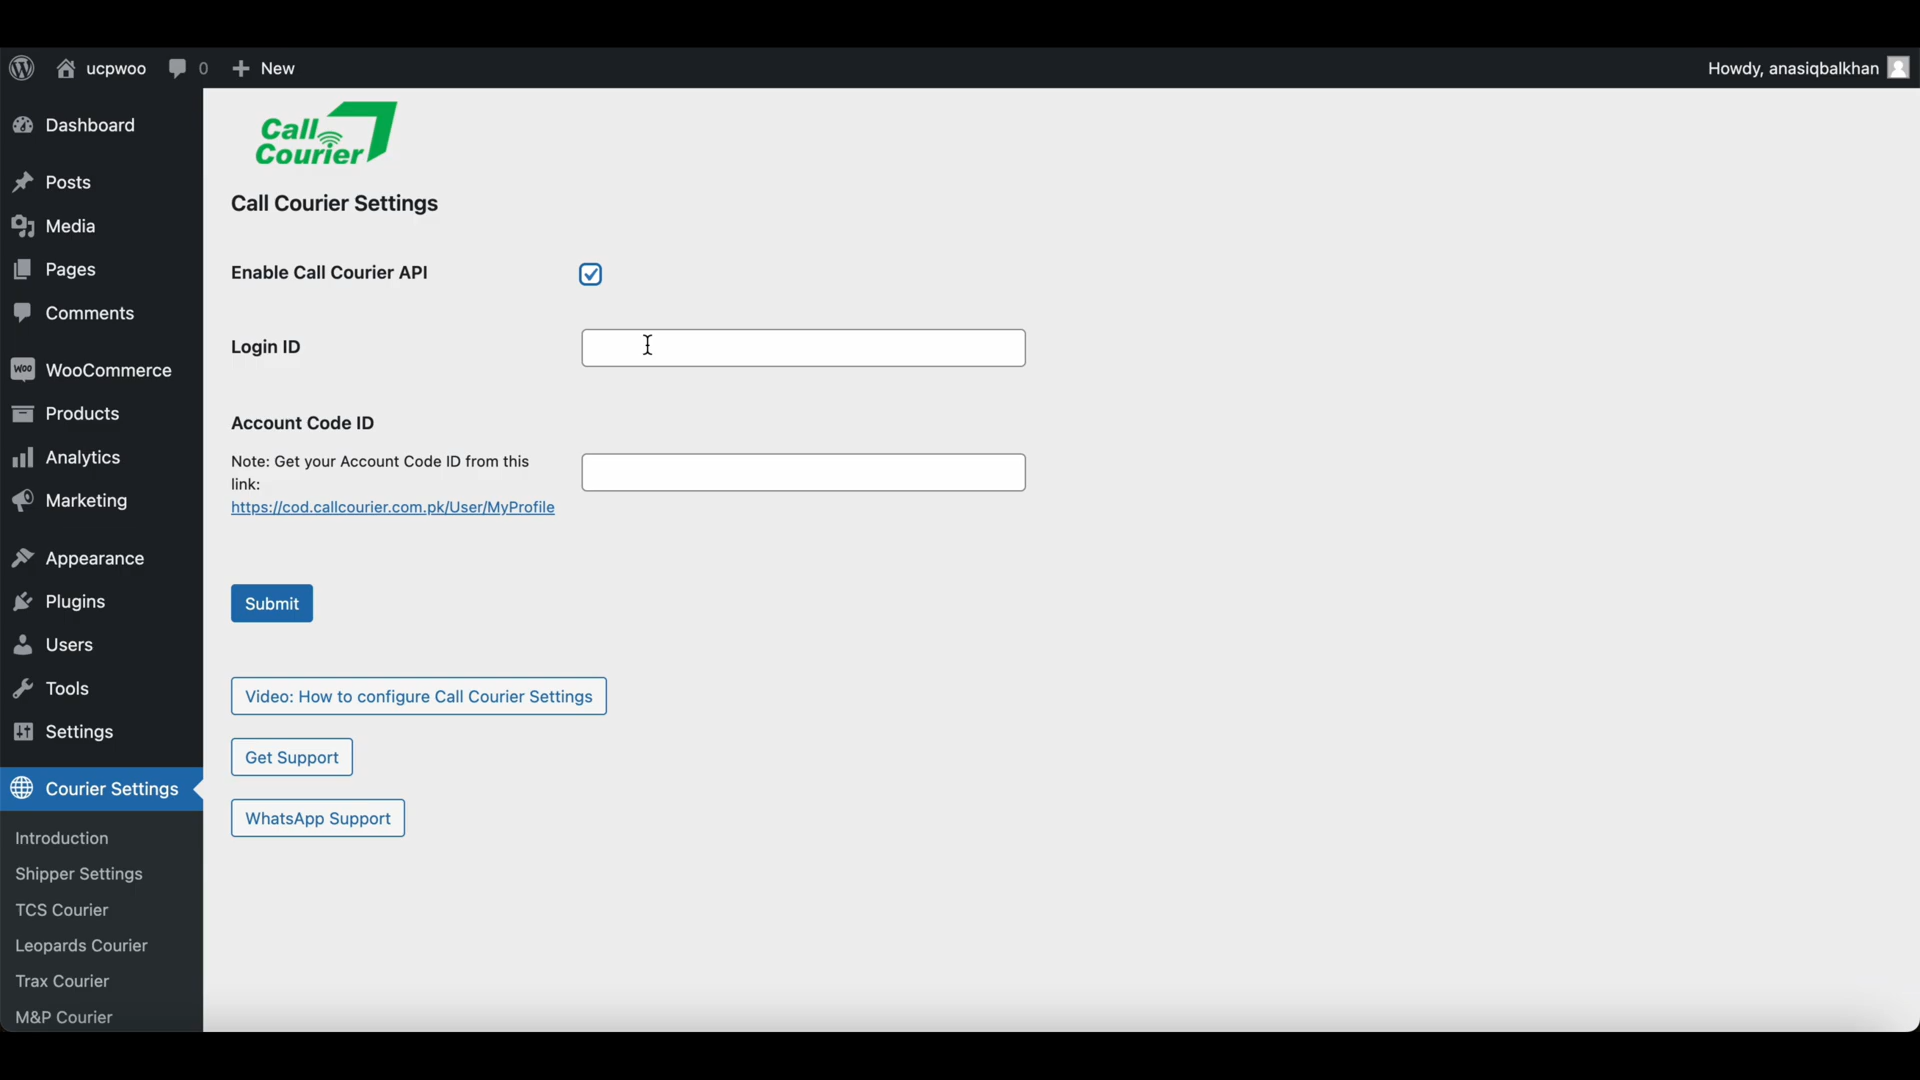 ucpwoo 0 New Howdy, anasiqbalkhan
Dashboard
Posts
Media
Pages
Comments
WOO WooCommerce
Products
Analytics
Marketing
Appearance
Plugins
Users
Tools
Settings
Courier Settings
Introduction
Shipper Settings
TCS Courier
Leopards Courier
Trax Courier
M&P Courier
Call
Courier
Call Courier Settings
Enable Call Courier API
Login ID
Account Code ID
Note: Get your Account Code ID from this
link:
https://cod.callcourier.com.pk/User/MyProfile
Submit
Video: How to configure Call Courier Settings
Get Support
WhatsApp Support